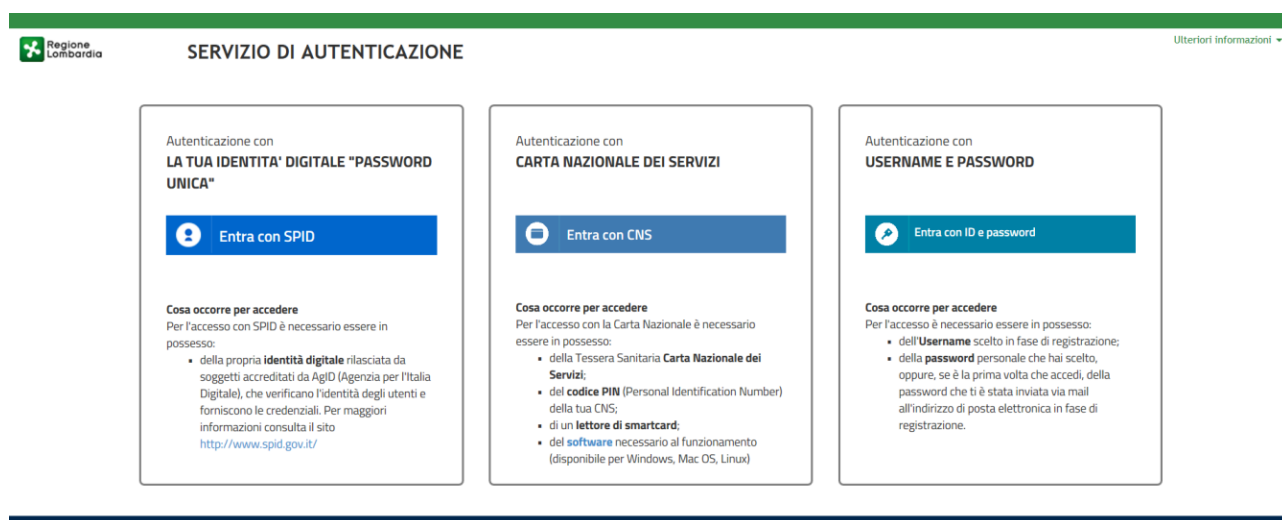 Regione
Lombardia
SERVIZIO DI AUTENTICAZIONE
Ulteriori informazioni
Autenticazione con
LA TUA IDENTITA' DIGITALE "PASSWORD
UNICA"
Entra con SPID
Cosa occorre per accedere
Per l'accesso con SPID è necessario essere in
possesso:
• della propria identità digitale rilasciata da
soggetti accreditati da AgID (Agenzia per l'Italia
Digitale), che verificano l'identità degli utenti e
forniscono le credenziali. Per maggiori
informazioni consulta il sito
http://www.spid.gov.it/
Autenticazione con
CARTA NAZIONALE DEI SERVIZI
Entra con CNS
Cosa occorre per accedere
Per l'accesso con la Carta Nazionale è necessario
essere in possesso:
• della Tessera Sanitaria Carta Nazionale dei
Servizi;
• del codice PIN (Personal Identification Number)
della tua CNS;
• di un lettore di smartcard;
• del software necessario al funzionamento
(disponibile per Windows, Mac OS, Linux)
Autenticazione con
USERNAME E PASSWORD
Entra con ID e password
Cosa occorre per accedere
Per l'accesso è necessario essere in possesso:
• dell'Username scelto in fase di registrazione;
• della password personale che hai scelto,
oppure, se è la prima volta che accedi, della
password che ti è stata inviata via mail
all'indirizzo di posta elettronica in fase di
registrazione.